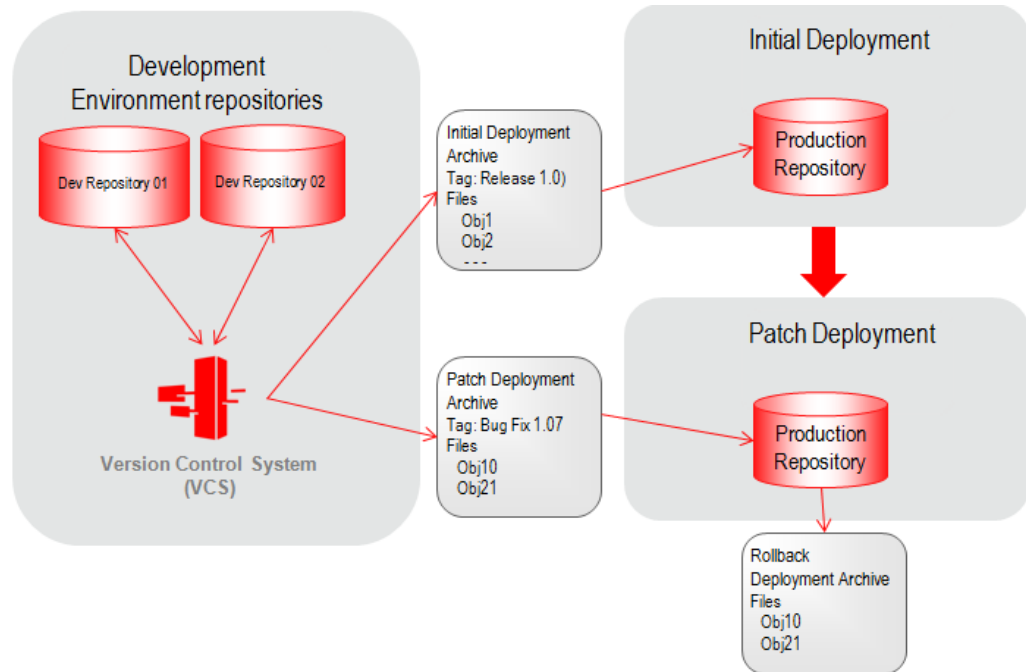 Development
Environment repositories
Dev Repository 01
Dev Repository 02
Version Control System
(VCS)
Initial Deployment
Archive
Tag: Release 1.0)
Files
Obj1
Obj2
---
Patch Deployment
Archive
Tag: Bug Fix 1.07
Files
Obj10
Obj21
Initial Deployment
Production
Repository
Patch Deployment
Production
Repository
Rollback
Deployment Archive
Files
Obj10
Obj21